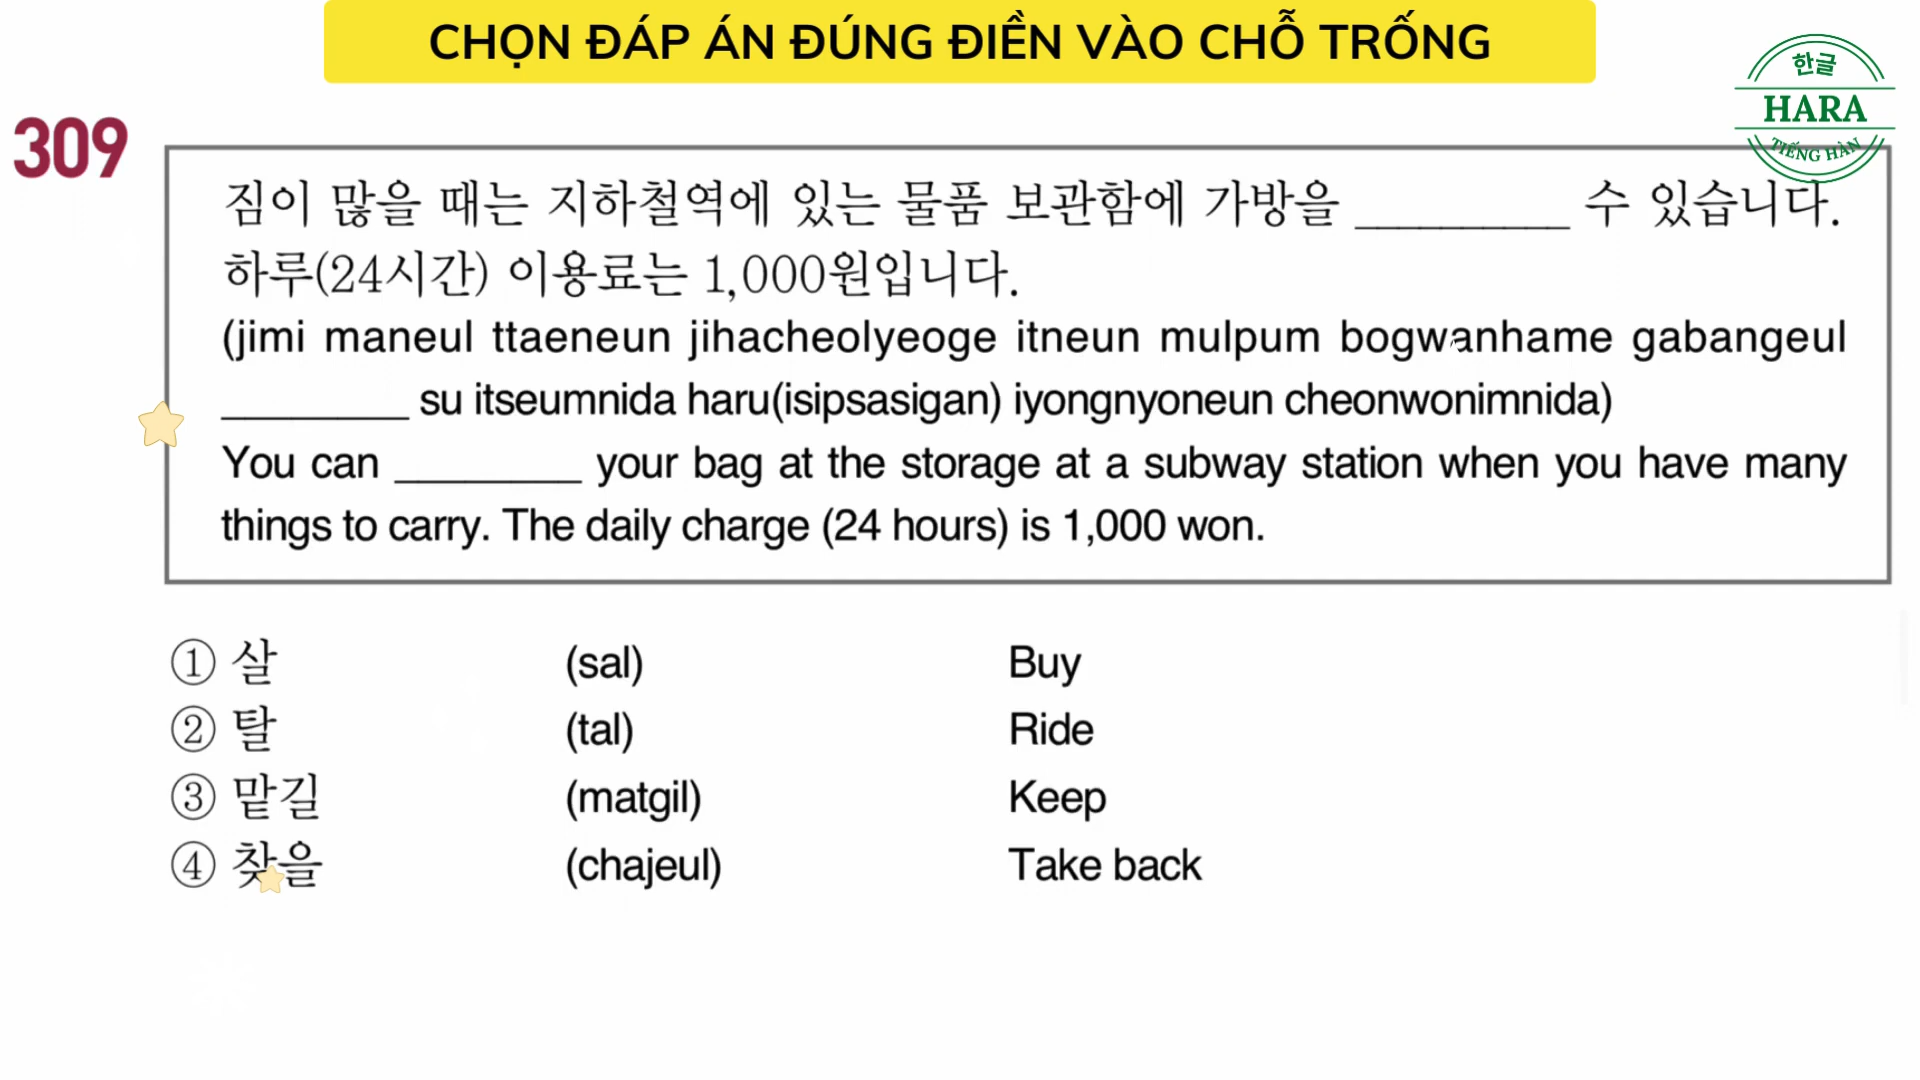 CHỌN ĐÁP ÁN ĐÚNG ĐIỀN VÀO CHỖ TRỐNG
한글
HARA
TIẾNG HÀN
309
짐이 많을 때는 지하철역에 있는 물품 보관함에 가방을 __________ 수 있습니다.
하루(24시간) 이용료는 1,000원입니다.
(jimi maneul ttaeneun jihacheolyeoge itneun mulpum bogwanhame gabangeul
________ su itseumnida haru(isipsasigan) iyongnyoneun cheonwonimnida)
You can ________ your bag at the storage at a subway station when you have many
things to carry. The daily charge (24 hours) is 1,000 won.
① 살 (sal) Buy
② 탈 (tal) Ride
③ 맡길 (matgil) Keep
④ 찾을 (chajeul) Take back